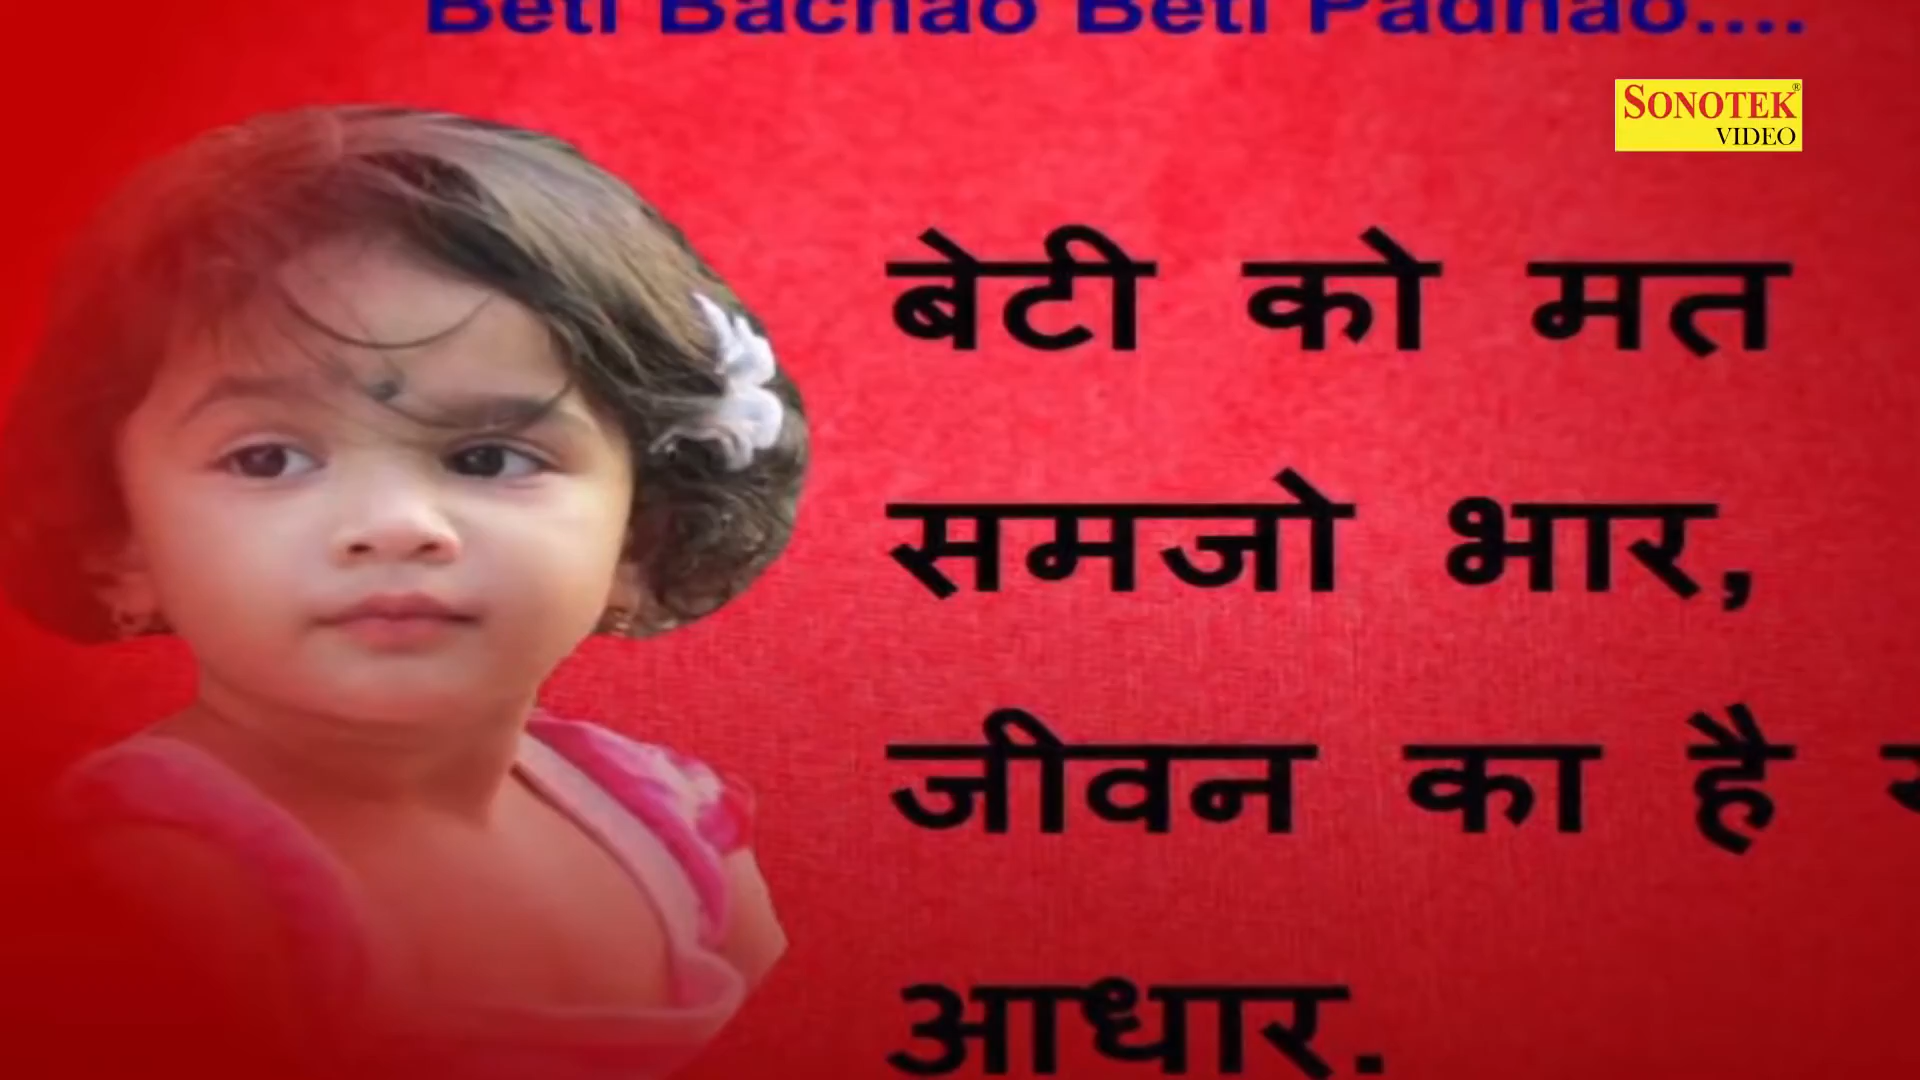 Beti Bachao Beti Padhao....
SONOTEK
VIDEO
बेटी को मत
समजो भार,
जीवन का है
आधार.